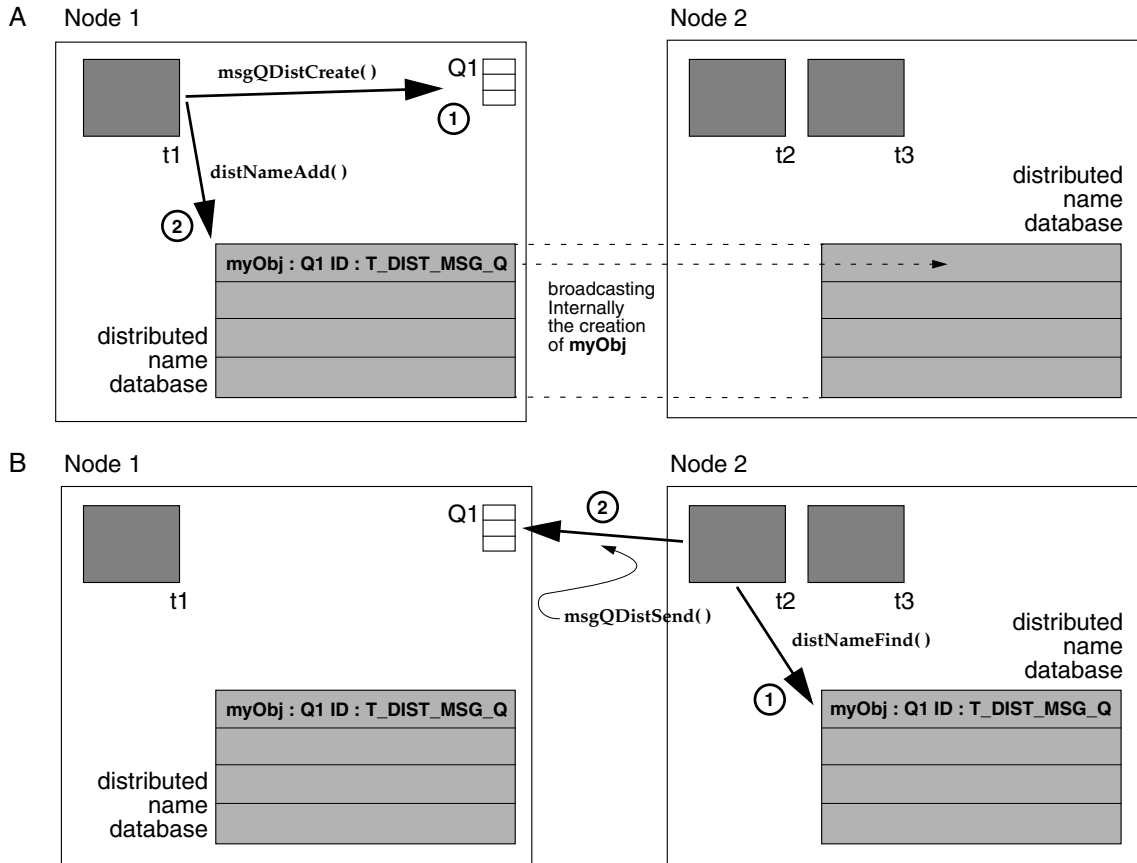 A
Node 1
Node 2
msgQDistCreate( )
Q1
1
t1
t2
t3
distNameAdd( )
2
distributed
name
database
myObj : Q1 ID : T_DIST_MSG_Q
broadcasting
Internally
the creation
of myObj
distributed
name
database
B
Node 1
Node 2
Q1
2
t1
msgQDistSend( )
t2
t3
distNameFind( )
distributed
name
database
1
myObj : Q1 ID : T_DIST_MSG_Q
myObj : Q1 ID : T_DIST_MSG_Q
distributed
name
database